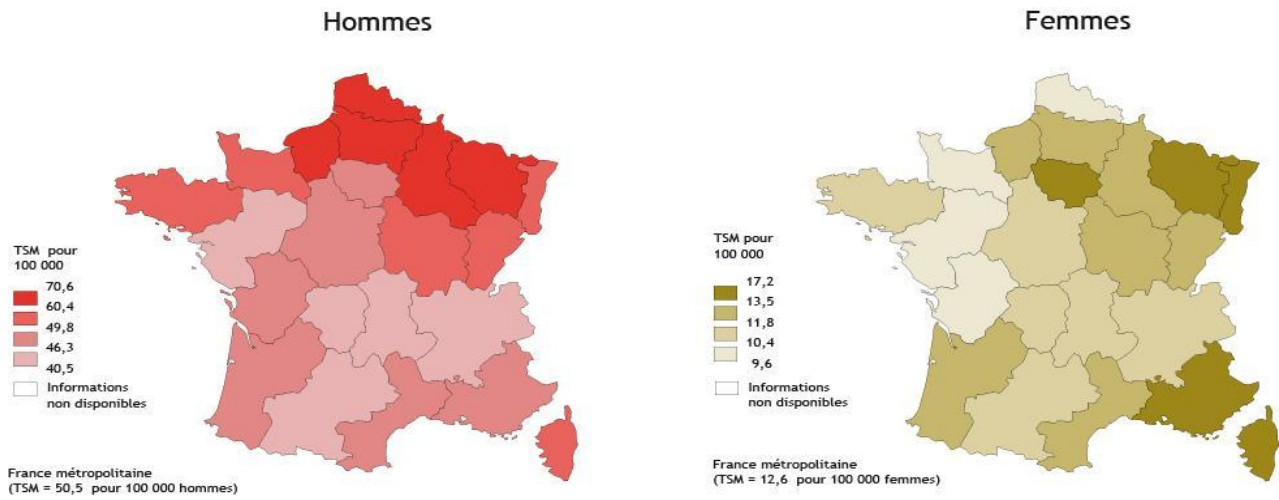 Hommes
TSM pour
100 000
70,6
60,4
49,8
46,3
40,5
Informations
non disponibles
France métropolitaine
(TSM = 50,5 pour 100 000 hommes)
Femmes
TSM pour
100 000
17,2
13,5
11,8
10,4
9,6
Informations
non disponibles
France métropolitaine
(TSM = 12,6 pour 100 000 femmes)